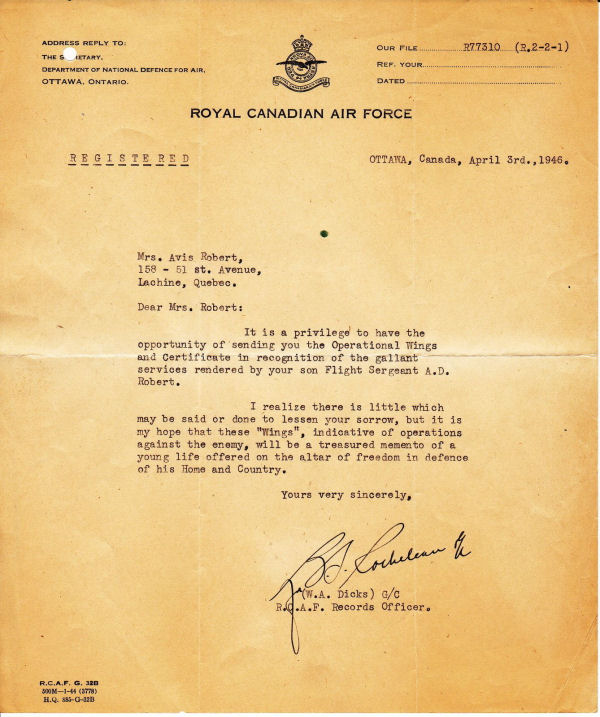 ADDRESS REPLY TO:
THE S RETARY,
DEPARTMENT OF NATIONAL DEFENCE FOR AIR,
OTTAWA, ONTARIO.
OUR FILE R77310 (R.2-2-1)
REF. YOUR
DATED
ROYAL CANADIAN AIR FORCE
REGISTERED
OTTAWA, Canada, April 3rd.,1946.
Mrs. Avis Robert,
158 - 51 st. Avenue,
Lachine, Quebec.
Dear Mrs. Robert:
It is a privilege to have the
opportunity of sending you the Operational Wings
and Certificate in recognition of the gallant
services rendered by your son Flight Sergeant A.D.
Robert.
I realize there is little which
may be said or done to lessen your sorrow, but it is
my hope that these "Wings", indicative of operations
against the enemy, will be a treasured memento of a
young life offered on the altar of freedom in defence
of his Home and Country.
Yours very sincerely,
(W.A. Dicks) G/C
R.C.A.F. Records Officer.
R.C.A.F. G. 32B
500M—1-44 (3778)
H.Q. 885-G-32B